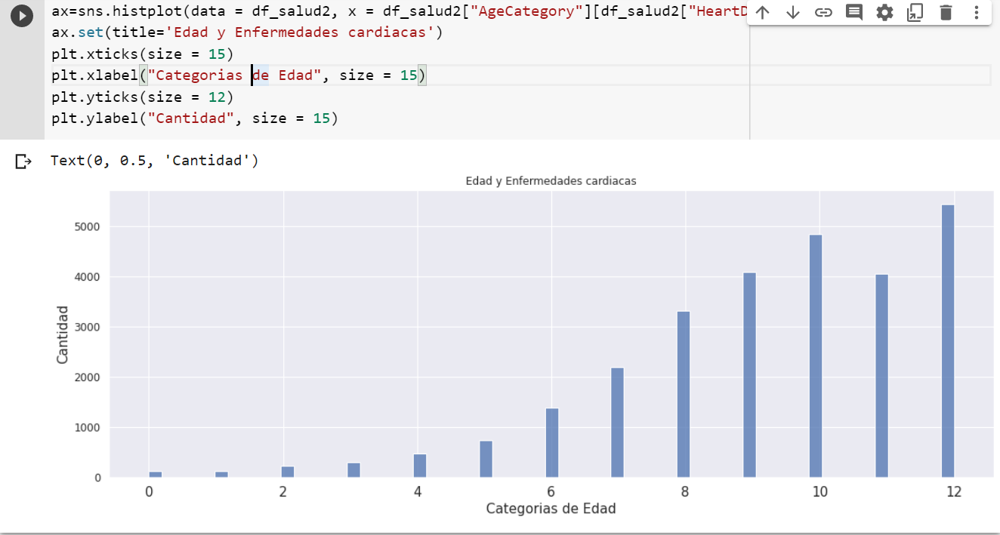 ax=sns.histplot(data = df_salud2, x = df_salud2["AgeCategory"][df_salud2["HeartD
ax.set(title='Edad y Enfermedades cardiacas')
plt.xticks(size = 15)
plt.xlabel("Categorias de Edad", size = 15)
plt.yticks(size = 12)
plt.ylabel("Cantidad", size = 15)
Text(0, 0.5, 'Cantidad')
Edad y Enfermedades cardiacas
5000
4000
3000
2000
1000
0
Cantidad
0 2 4 6 8 10 12
Categorias de Edad